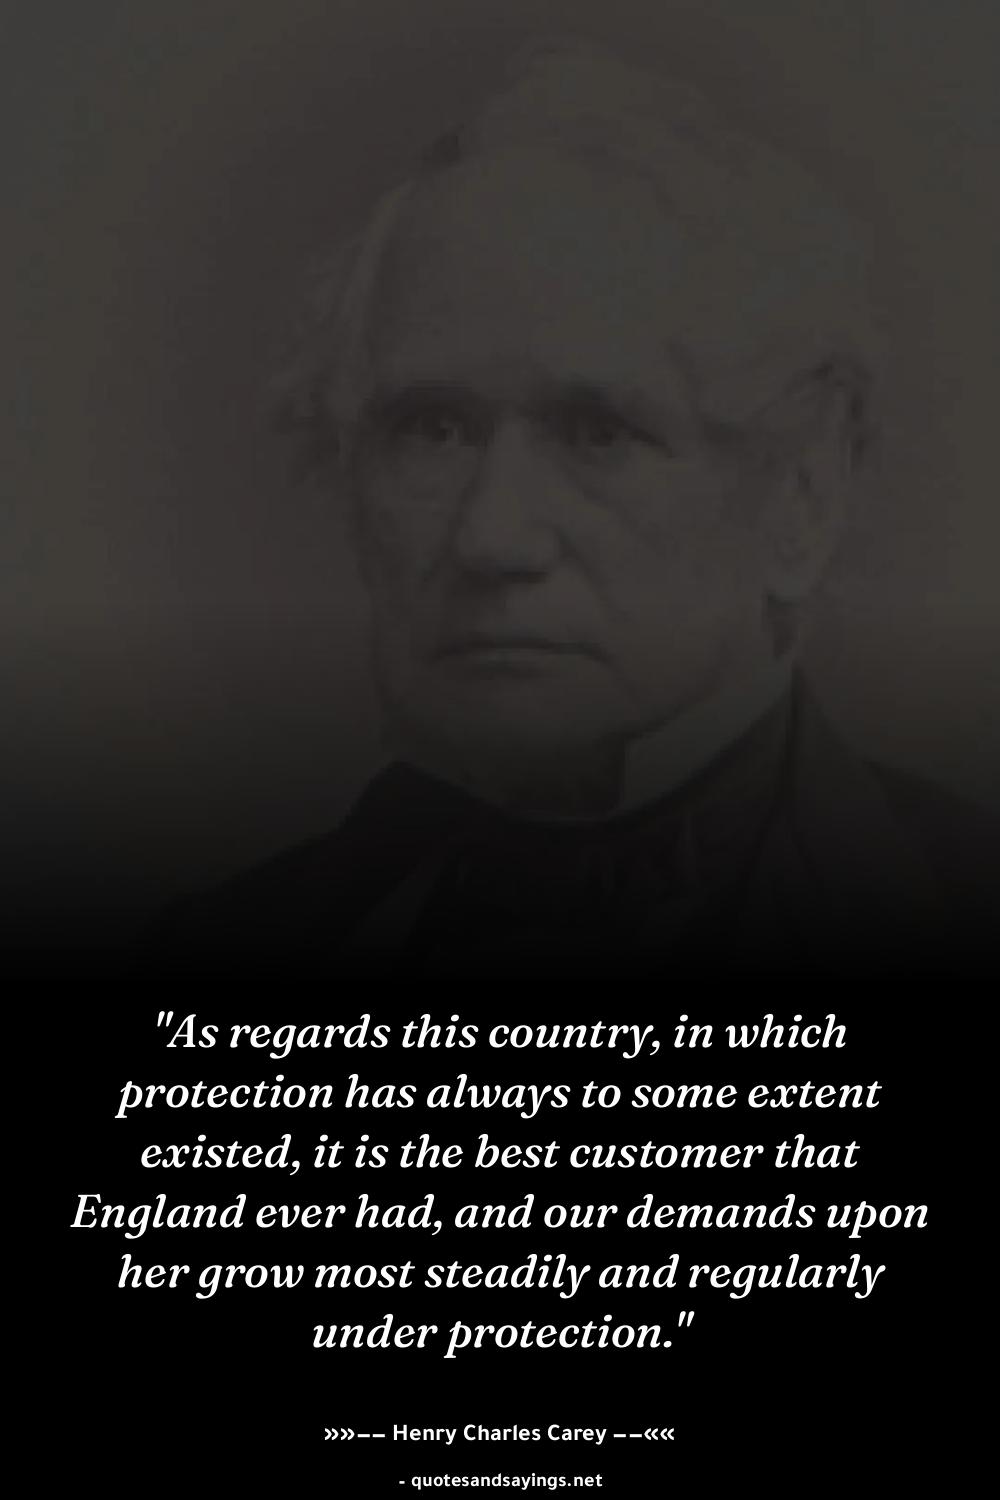 "As regards this country, in which
protection has always to some extent
existed, it is the best customer that
England ever had, and our demands upon
her grow most steadily and regularly
under protection."
»»−− Henry Charles Carey −−««
- quotesandsayings.net